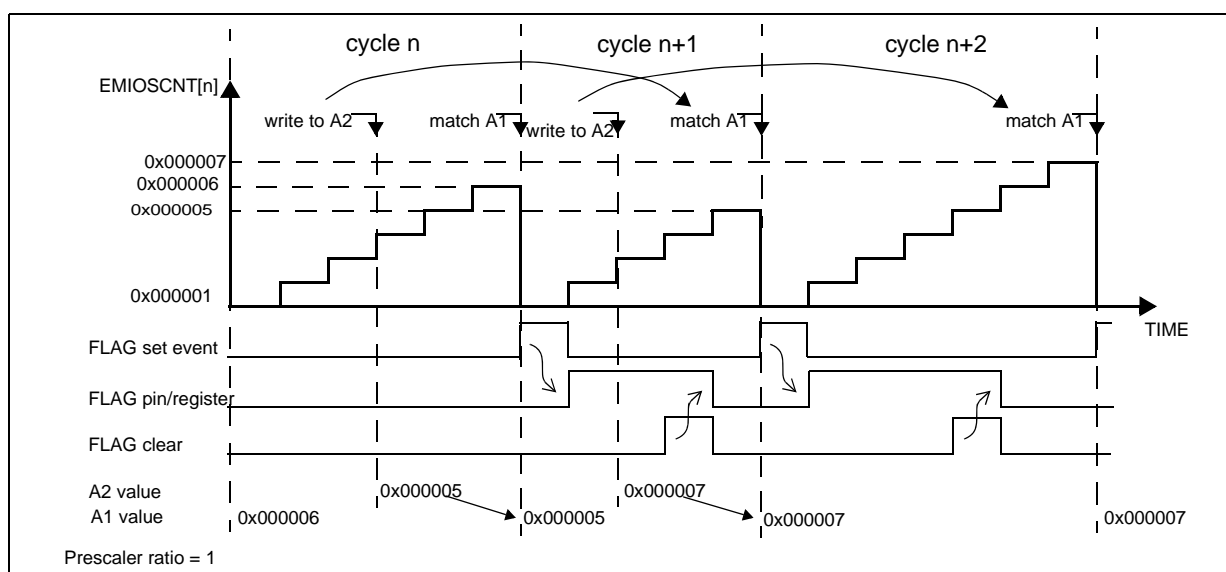 cycle n cycle n+1 cycle n+2
EMIOSCNT[n]
write to A2 match A1 write to A2 match A1 match A1
0x000007
0x000006
0x000005
0x000001
TIME
FLAG set event
FLAG pin/register
FLAG clear
A2 value 0x000005 0x000007
A1 value 0x000006 0x000005 0x000007 0x000007
Prescaler ratio = 1